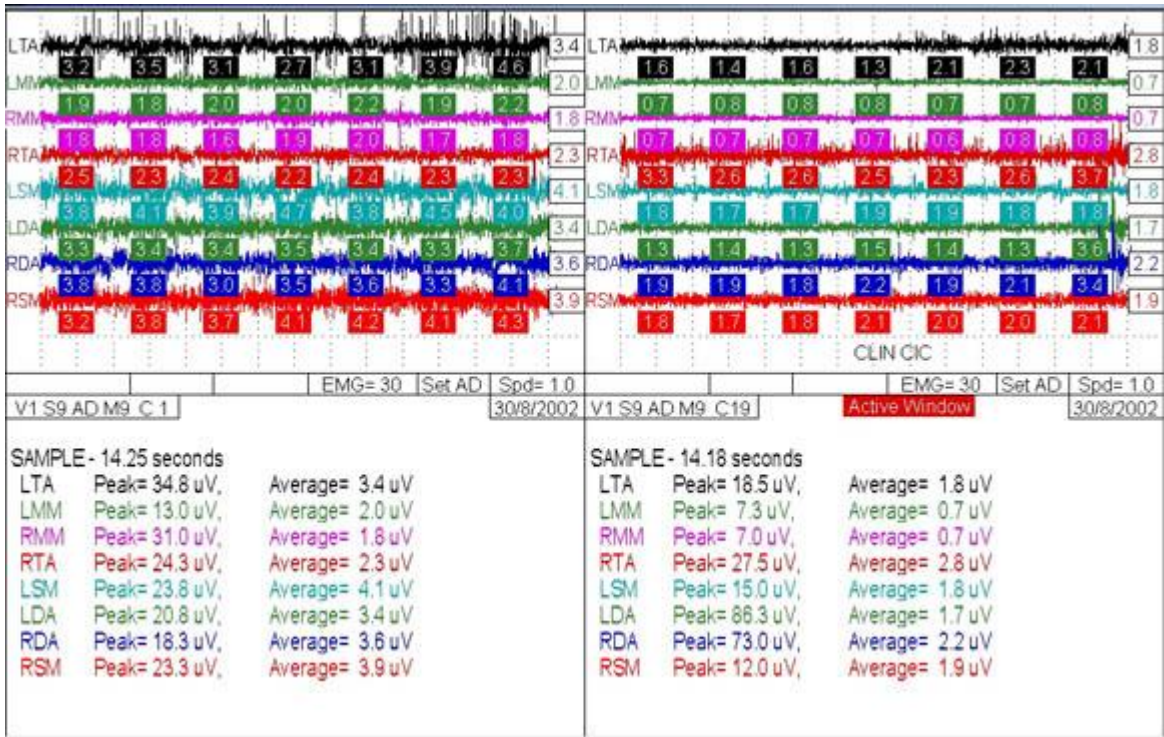 LTA 3.4
3.2 3.5 3.1 2.7 3.1 3.9 4.6
LMM 2.0
1.9 1.8 2.0 2.0 2.2 1.9 2.2
RMM 1.8
1.8 1.8 1.6 1.9 2.0 1.7 1.8
RTA 2.3
2.5 2.3 2.4 2.2 2.4 2.3 2.3
LSM 4.1
3.8 3.9 4.7 3.8 4.5 4.0
LDA 3.4
3.3 3.4 3.4 3.5 3.4 3.3 3.7
RDA 3.6
3.8 3.8 3.0 3.5 3.6 3.3 4.1
RSM 3.9
3.2 3.8 3.7 4.1 4.2 4.1 4.3
EMG= 30 Set AD Spd= 1.0
V1 S9 AD M9 C 1 30/8/2002
SAMPLE - 14.25 seconds
LTA Peak= 34.8 uV, Average= 3.4 uV
LMM Peak= 13.0 uV, Average= 2.0 uV
RMM Peak= 31.0 uV, Average= 1.8 uV
RTA Peak= 24.3 uV, Average= 2.3 uV
LSM Peak= 23.8 uV, Average= 4.1 uV
LDA Peak= 20.8 uV, Average= 3.4 uV
RDA Peak= 18.3 uV, Average= 3.6 uV
RSM Peak= 23.3 uV, Average= 3.9 uV
LTA 1.8
1.6 1.4 1.6 1.3 2.1 2.3 2.1
LMM 0.7
0.7 0.8 0.8 0.8 0.7 0.7 0.8
RMM 0.7
0.7 0.7 0.7 0.7 0.6 0.8 0.8
RTA 2.8
3.3 2.6 2.6 2.5 2.3 2.6 3.7
LSM 1.8
1.8 1.7 1.7 1.9 1.9 1.8 1.8
LDA 1.7
1.3 1.4 1.3 1.5 1.4 1.3 3.6
RDA 2.2
1.9 1.9 1.8 2.2 1.9 2.1 3.4
RSM 1.9
1.8 1.7 1.8 2.1 2.0 2.0 2.1
CLIN CIC
EMG= 30 Set AD Spd= 1.0
V1 S9 AD M9 C19 Active Window 30/8/2002
SAMPLE - 14.18 seconds
LTA Peak= 18.5 uV, Average= 1.8 uV
LMM Peak= 7.3 uV, Average= 0.7 uV
RMM Peak= 7.0 uV, Average= 0.7 uV
RTA Peak= 27.5 uV, Average= 2.8 uV
LSM Peak= 15.0 uV, Average= 1.8 uV
LDA Peak= 86.3 uV, Average= 1.7 uV
RDA Peak= 73.0 uV, Average= 2.2 uV
RSM Peak= 12.0 uV, Average= 1.9 uV